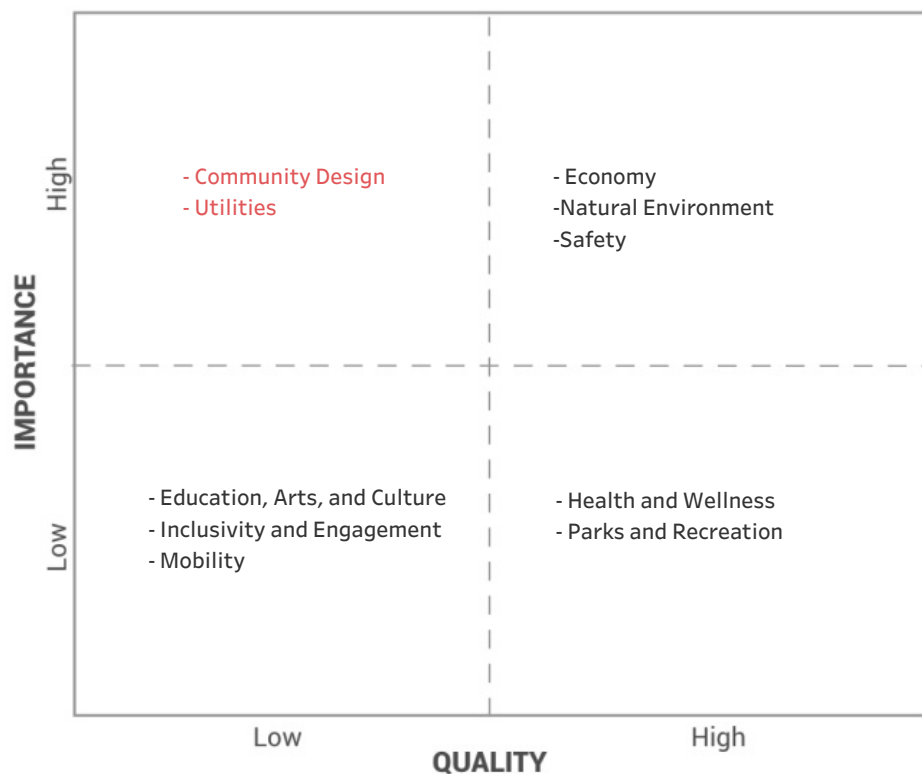 High
- Community Design
- Utilities
- Economy
-Natural Environment
-Safety
IMPORTANCE
Low
- Education, Arts, and Culture
- Inclusivity and Engagement
- Mobility
- Health and Wellness
- Parks and Recreation
Low
High
QUALITY